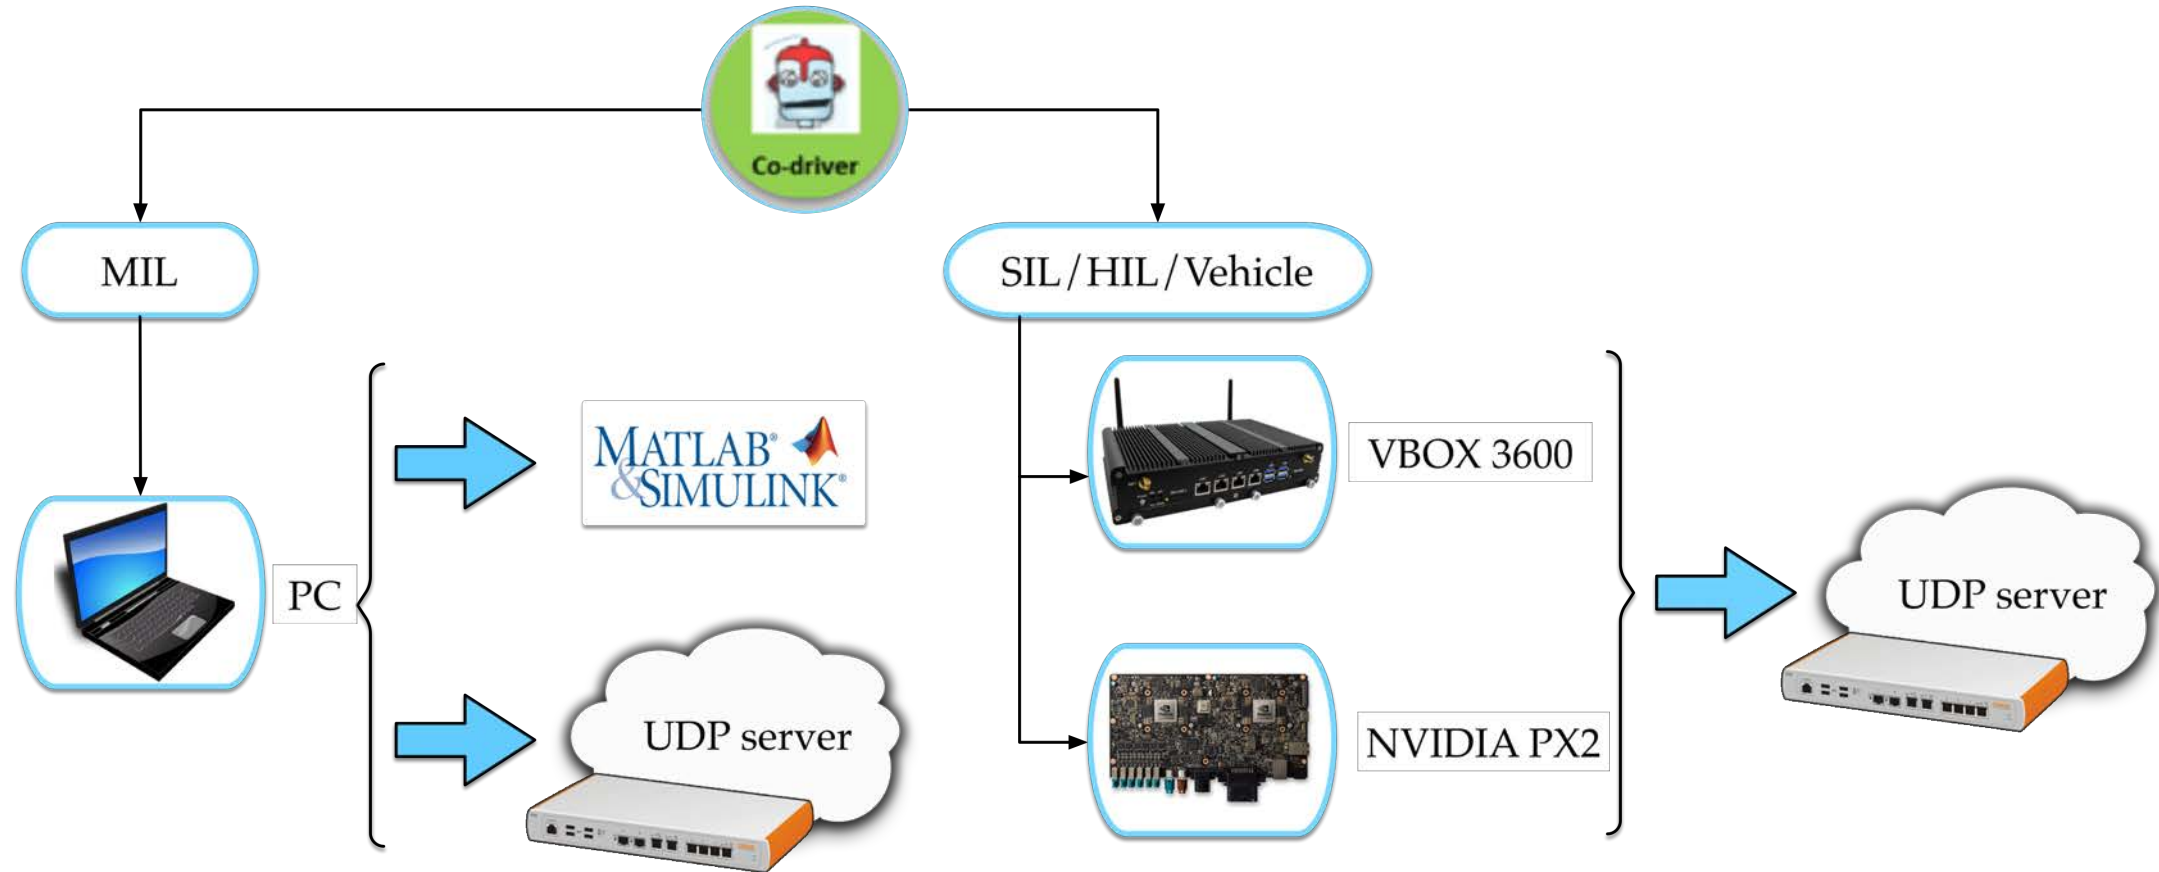 Co-driver
MIL
SIL/HIL/Vehicle
MATLAB®
&SIMULINK®
VBOX 3600
PC
UDP server
UDP server
NVIDIA PX2